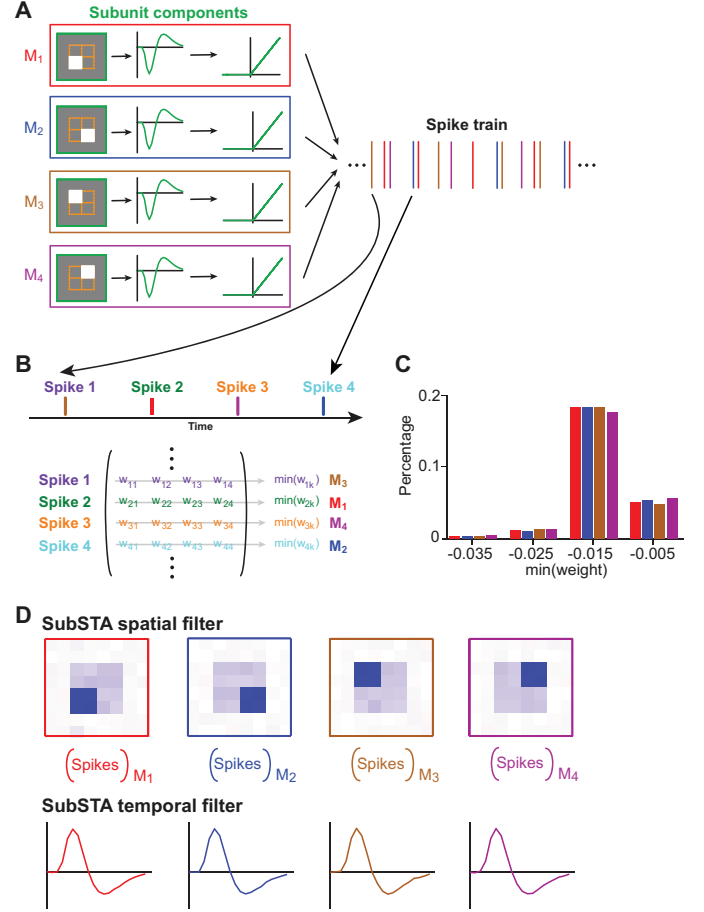 A
Subunit components
M1
M2
M3
M4
Spike train
...
...
B
Spike 1 Spike 2 Spike 3 Spike 4
Time
Spike 1 w11 w12 w13 w14 min(w1k) M3
Spike 2 w21 w22 w23 w24 min(w2k) M1
Spike 3 w31 w32 w33 w34 min(w3k) M4
Spike 4 w41 w42 w43 w44 min(w4k) M2
C
Percentage
0.2
0.1
0
-0.035 -0.025 -0.015 -0.005
min(weight)
D
SubSTA spatial filter
(Spikes)M1 (Spikes)M2 (Spikes)M3 (Spikes)M4
SubSTA temporal filter